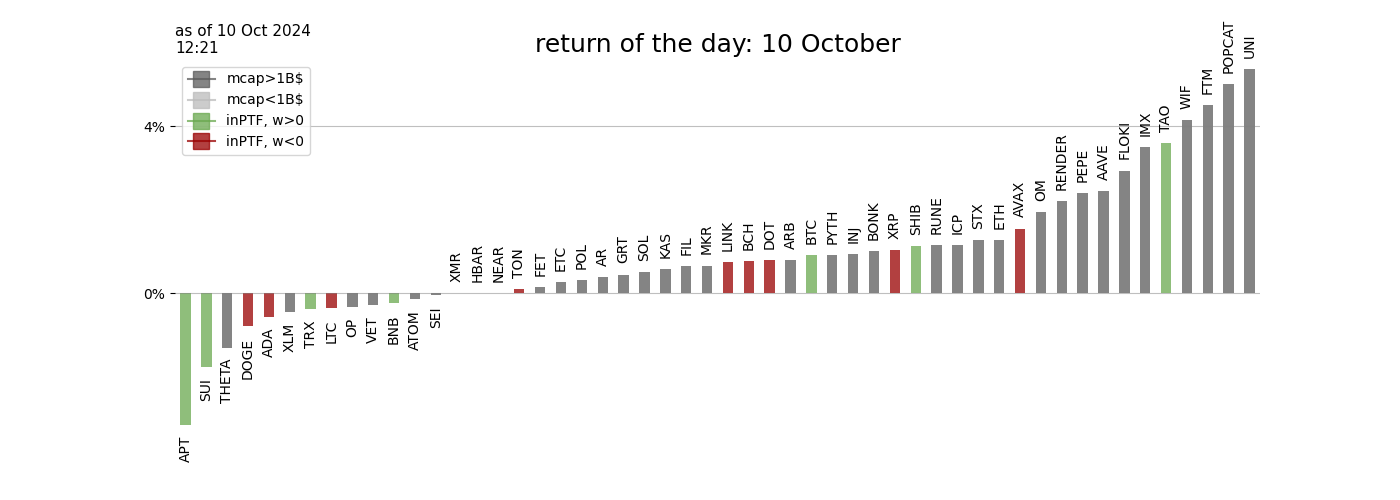 as of 10 Oct 2024
12:21
return of the day: 10 October
mcap>1B$
mcap<1B$
inPTF, w>0
inPTF, w<0
4%
0%
APT
SUI
THETA
DOGE
ADA
XLM
TRX
LTC
OP
VET
BNB
ATOM
SEI
XMR
HBAR
NEAR
TON
FET
ETC
POL
AR
GRT
SOL
KAS
FIL
MKR
LINK
BCH
DOT
ARB
BTC
PYTH
INJ
BONK
XRP
SHIB
RUNE
ICP
STX
ETH
AVAX
OM
RENDER
PEPE
AAVE
FLOKI
IMX
TAO
WIF
FTM
POPCAT
UNI